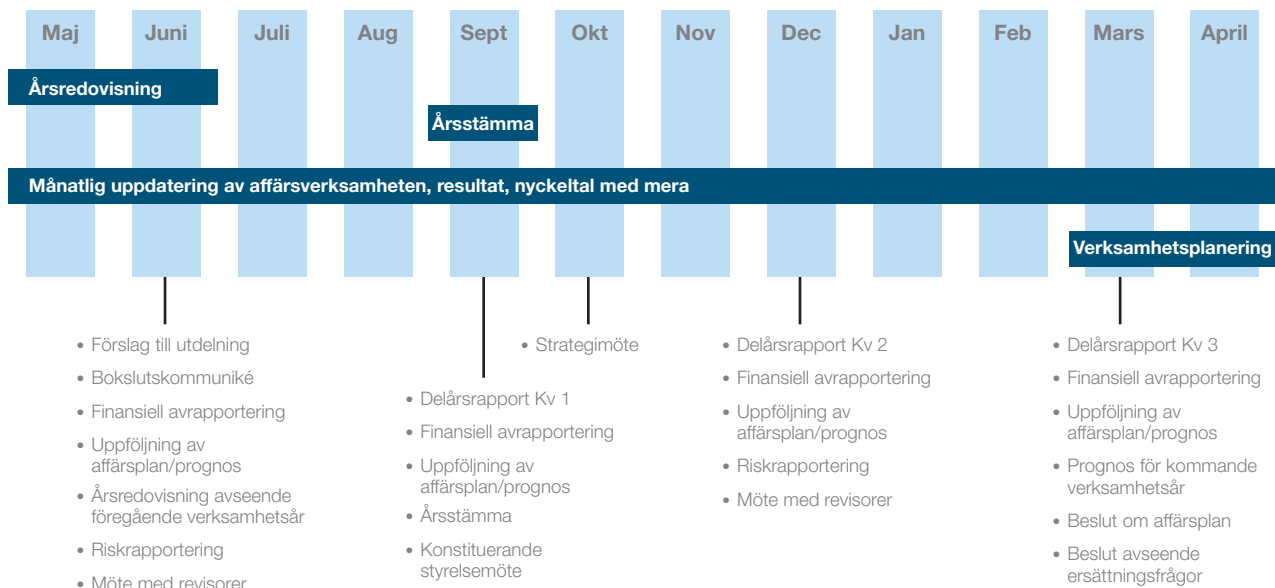 Maj Juni Juli Aug Sept Okt Nov Dec Jan Feb Mars April
Årsredovisning
Årsstämma
Månatlig uppdatering av affärsverksamheten, resultat, nyckeltal med mera
Verksamhetsplanering
• Förslag till utdelning
• Bokslutskommuniké
• Finansiell avrapportering
• Uppföljning av
affärsplan/prognos
• Årsredovisning avseende
föregående verksamhetsår
• Riskrapportering
• Möte med revisorer
• Delårsrapport Kv 1
• Finansiell avrapportering
• Uppföljning av
affärsplan/prognos
• Årsstämma
• Konstituerande
styrelsemöte
• Strategimöte
• Delårsrapport Kv 2
• Finansiell avrapportering
• Uppföljning av
affärsplan/prognos
• Riskrapportering
• Möte med revisorer
• Delårsrapport Kv 3
• Finansiell avrapportering
• Uppföljning av
affärsplan/prognos
• Prognos för kommande
verksamhetsår
• Beslut om affärsplan
• Beslut avseende
ersättningsfrågor